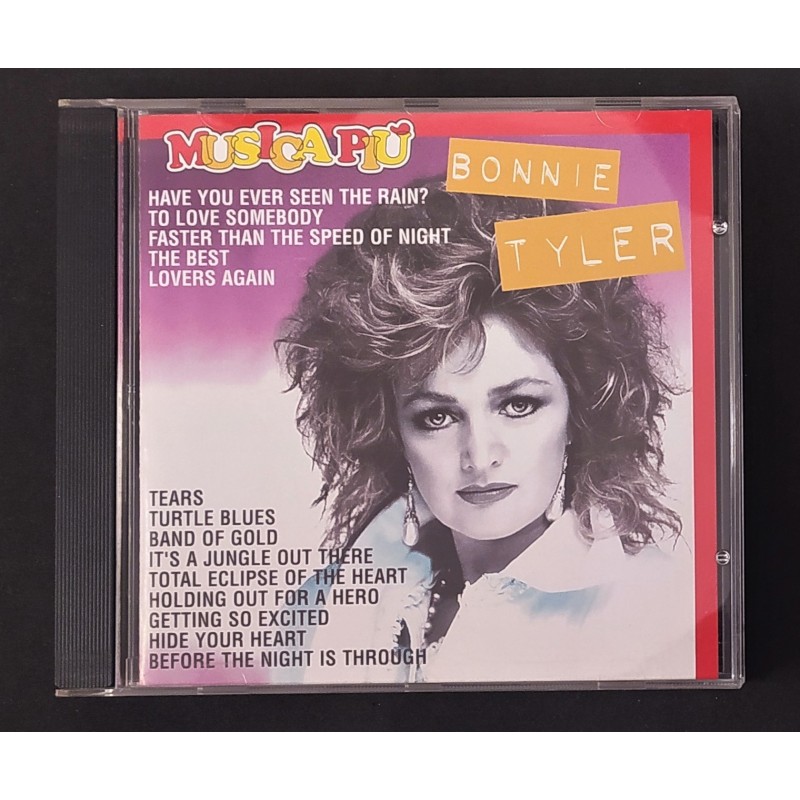 MUSICA PIÙ
BONNIE
TYLER
HAVE YOU EVER SEEN THE RAIN?
TO LOVE SOMEBODY
FASTER THAN THE SPEED OF NIGHT
THE BEST
LOVERS AGAIN
TEARS
TURTLE BLUES
BAND OF GOLD
IT'S A JUNGLE OUT THERE
TOTAL ECLIPSE OF THE HEART
HOLDING OUT FOR A HERO
GETTING SO EXCITED
HIDE YOUR HEART
BEFORE THE NIGHT IS THROUGH